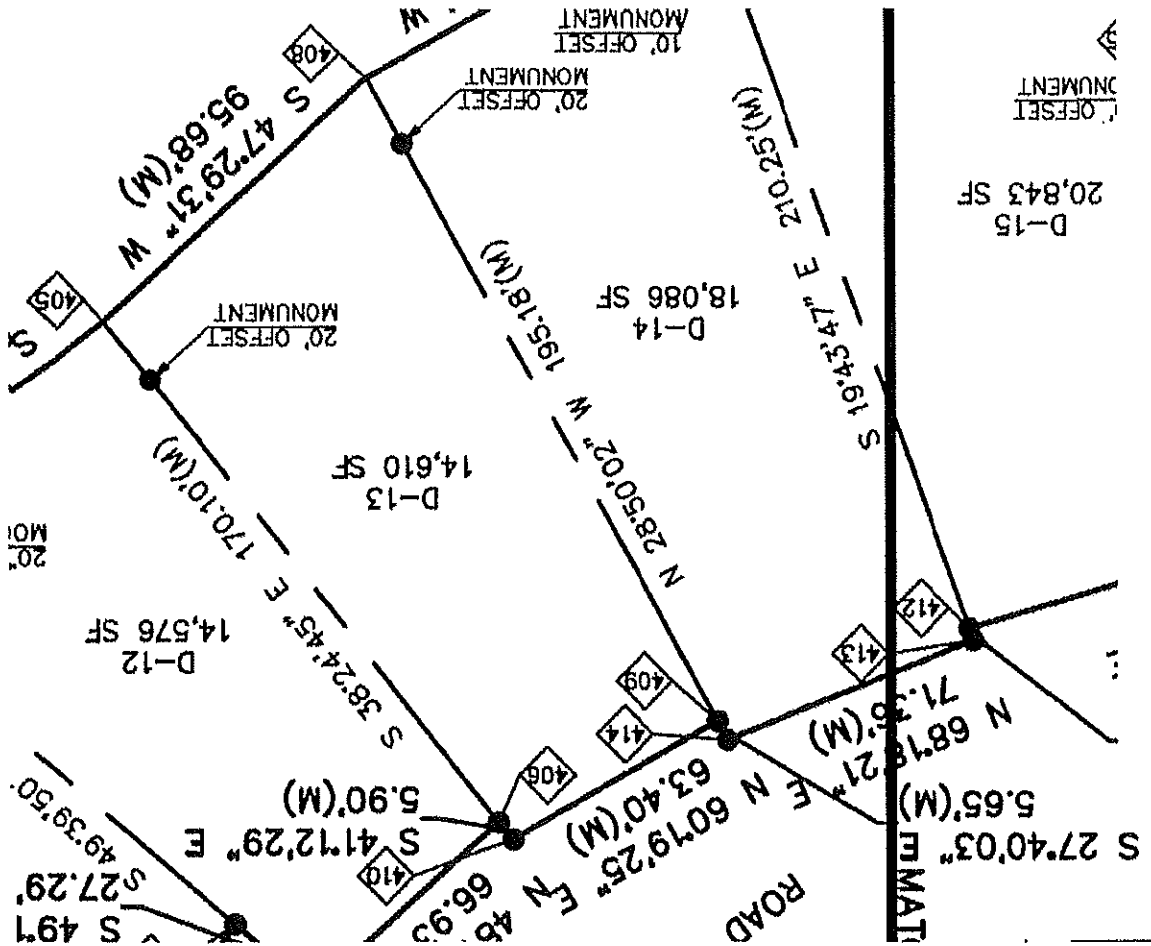 ROAD
S 27°40'03" E
5.65'(M)
N 68°18'21" E
71.36'(M)
N 60°19'25" E
63.40'(M)
N
66.93
S 41°12'29" E
5.90'(M)
27.29'
S 49°39'50"
410
406
414
409
413
412
D-12
14,576 SF
S 38°24'45" E 170.10'(M)
D-13
14,610 SF
N 28°50'02" W 195.18'(M)
D-14
18,086 SF
S 19°43'47" E 210.25'(M)
D-15
20,843 SF
20' OFFSET
MONUMENT
20' OFFSET
MONUMENT
10' OFFSET
MONUMENT
405
408
S 47°29'31" W
95.68'(M)
W
S